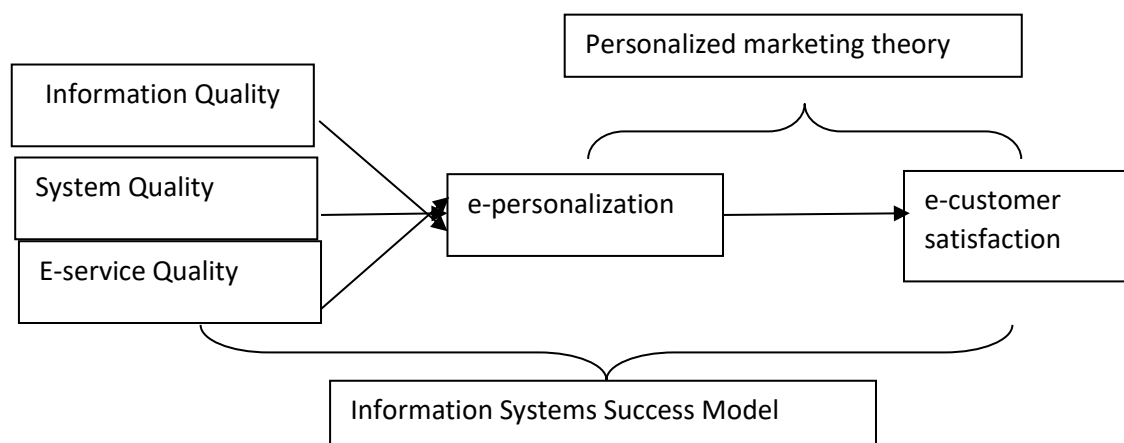 Personalized marketing theory
Information Quality
System Quality
E-service Quality
e-personalization
e-customer
satisfaction
Information Systems Success Model